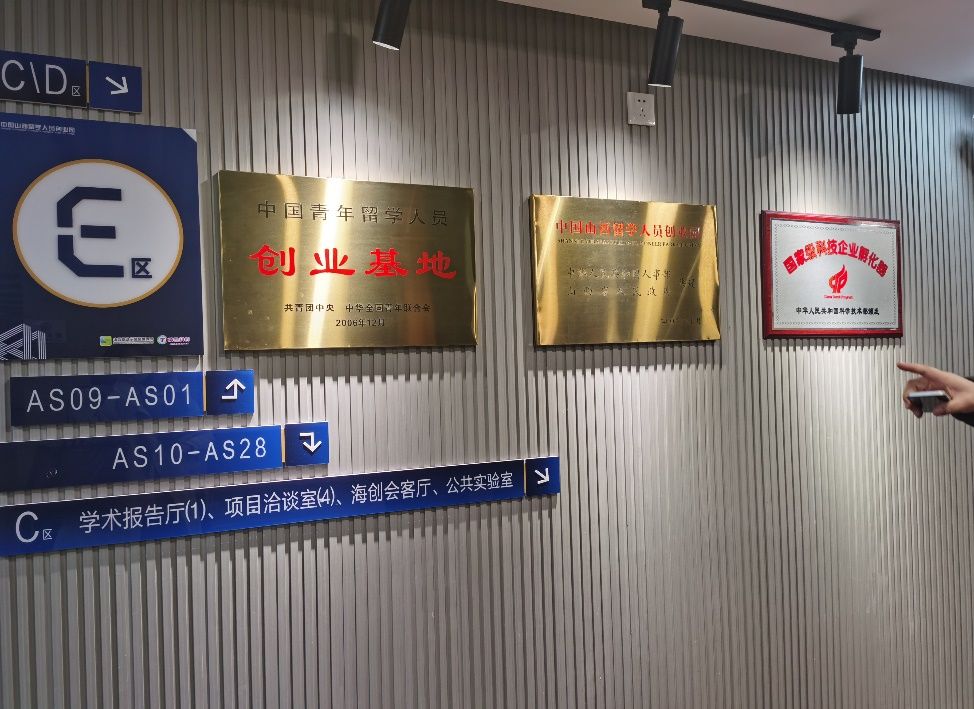 C\D区
中国山西留学人员创业园
E区
AS09-AS01
AS10-AS28
C区 学术报告厅(1)、项目洽谈室(4)、海创会客厅、公共实验室
中国青年留学人员
创业基地
共青团中央 中华全国青年联合会
2006年12月
中国山西留学人员创业园
国家级科技企业孵化器
China Torch Program
中华人民共和国科学技术部颁发